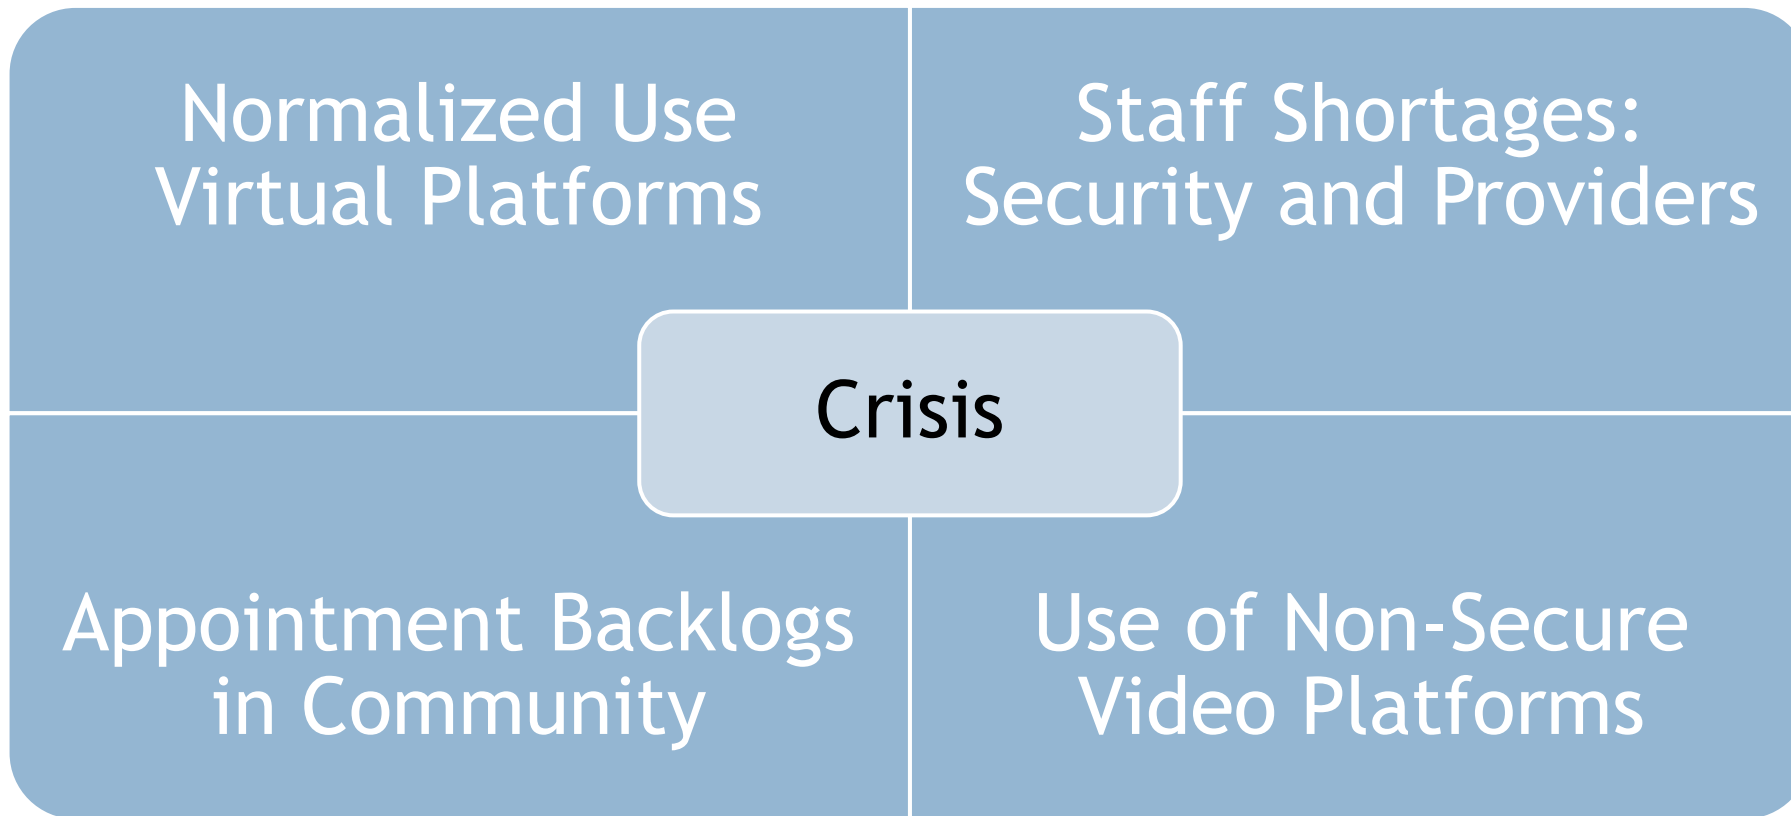 Normalized Use
Virtual Platforms
Staff Shortages:
Security and Providers
Crisis
Appointment Backlogs
in Community
Use of Non-Secure
Video Platforms